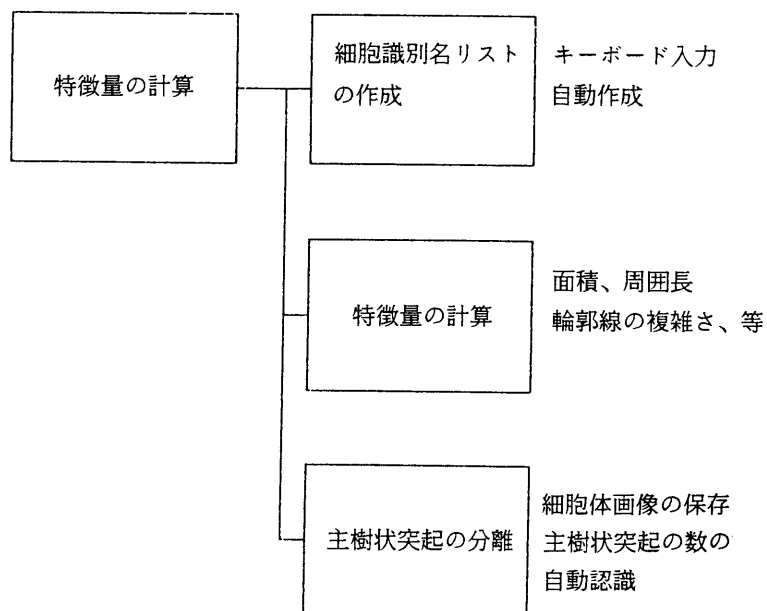 特徴量の計算
細胞識別名リスト
の作成
キーボード入力
自動作成
特徴量の計算
面積、周囲長
輪郭線の複雑さ、等
主樹状突起の分離
細胞体画像の保存
主樹状突起の数の
自動認識